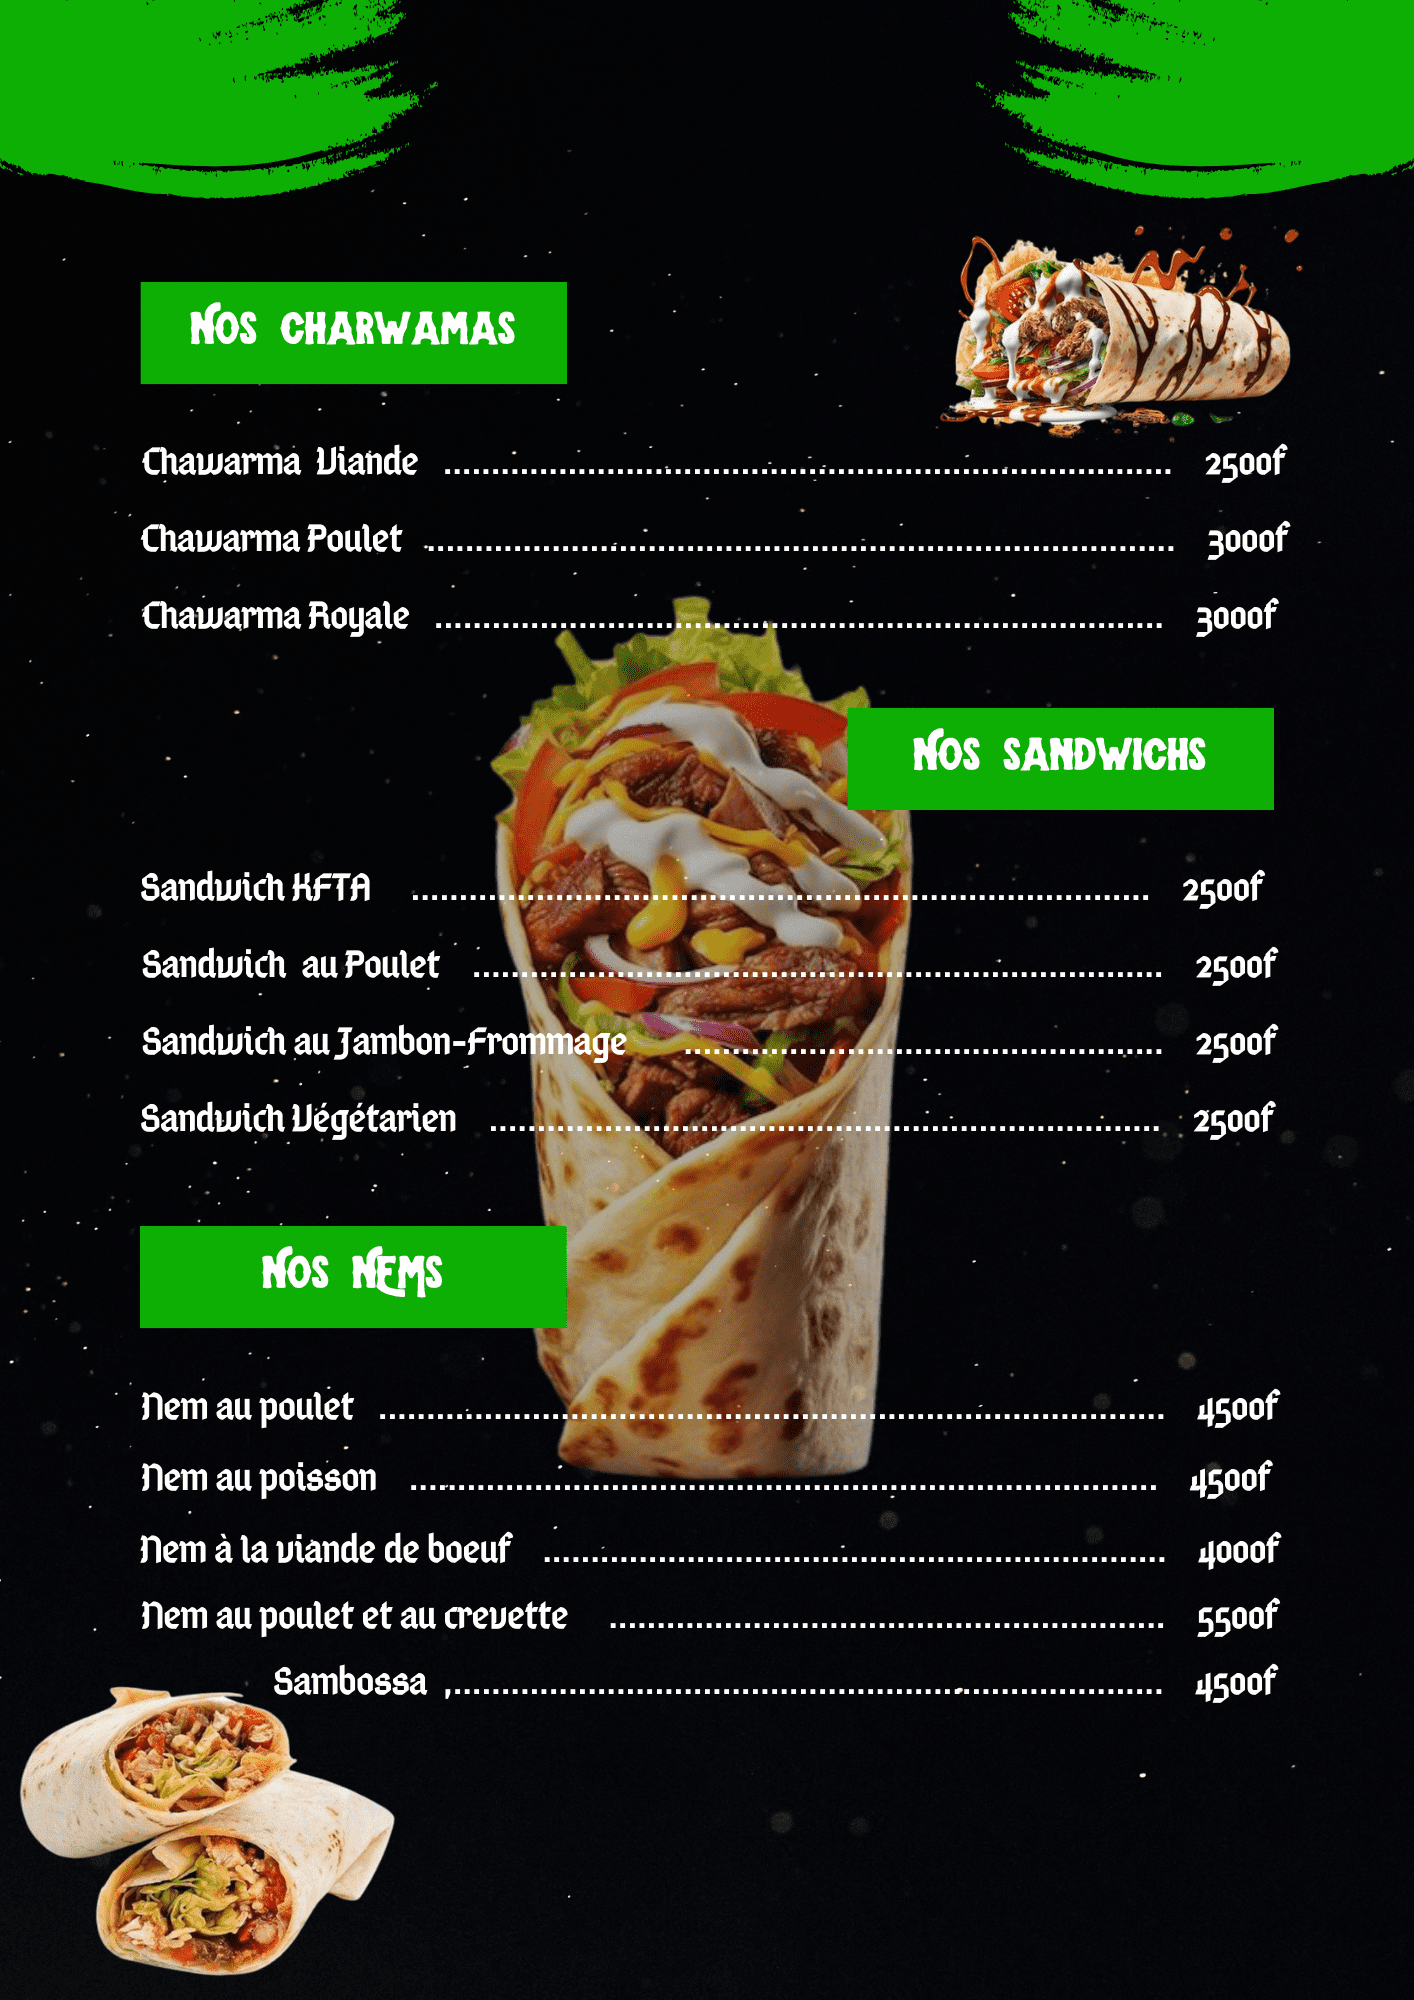 Nos charwamas
Chawarma Viande ........................................................................................... 2500f
Chawarma Poulet ............................................................................................. 3000f
Chawarma Royale ........................................................................................... 3000f
Nos sandwichs
Sandwich KFTA ............................................................................................ 2500f
Sandwich au Poulet ...................................................................................... 2500f
Sandwich au Jambon-Frommage ............................................................ 2500f
Sandwich Végétarien .................................................................................... 2500f
Nos Nems
Nem au poulet .................................................................................................. 4500f
Nem au poisson .............................................................................................. 4500f
Nem à la viande de boeuf .............................................................................. 4000f
Nem au poulet et au crevette ...................................................................... 5500f
Sambossa ,......................................................................................... 4500f